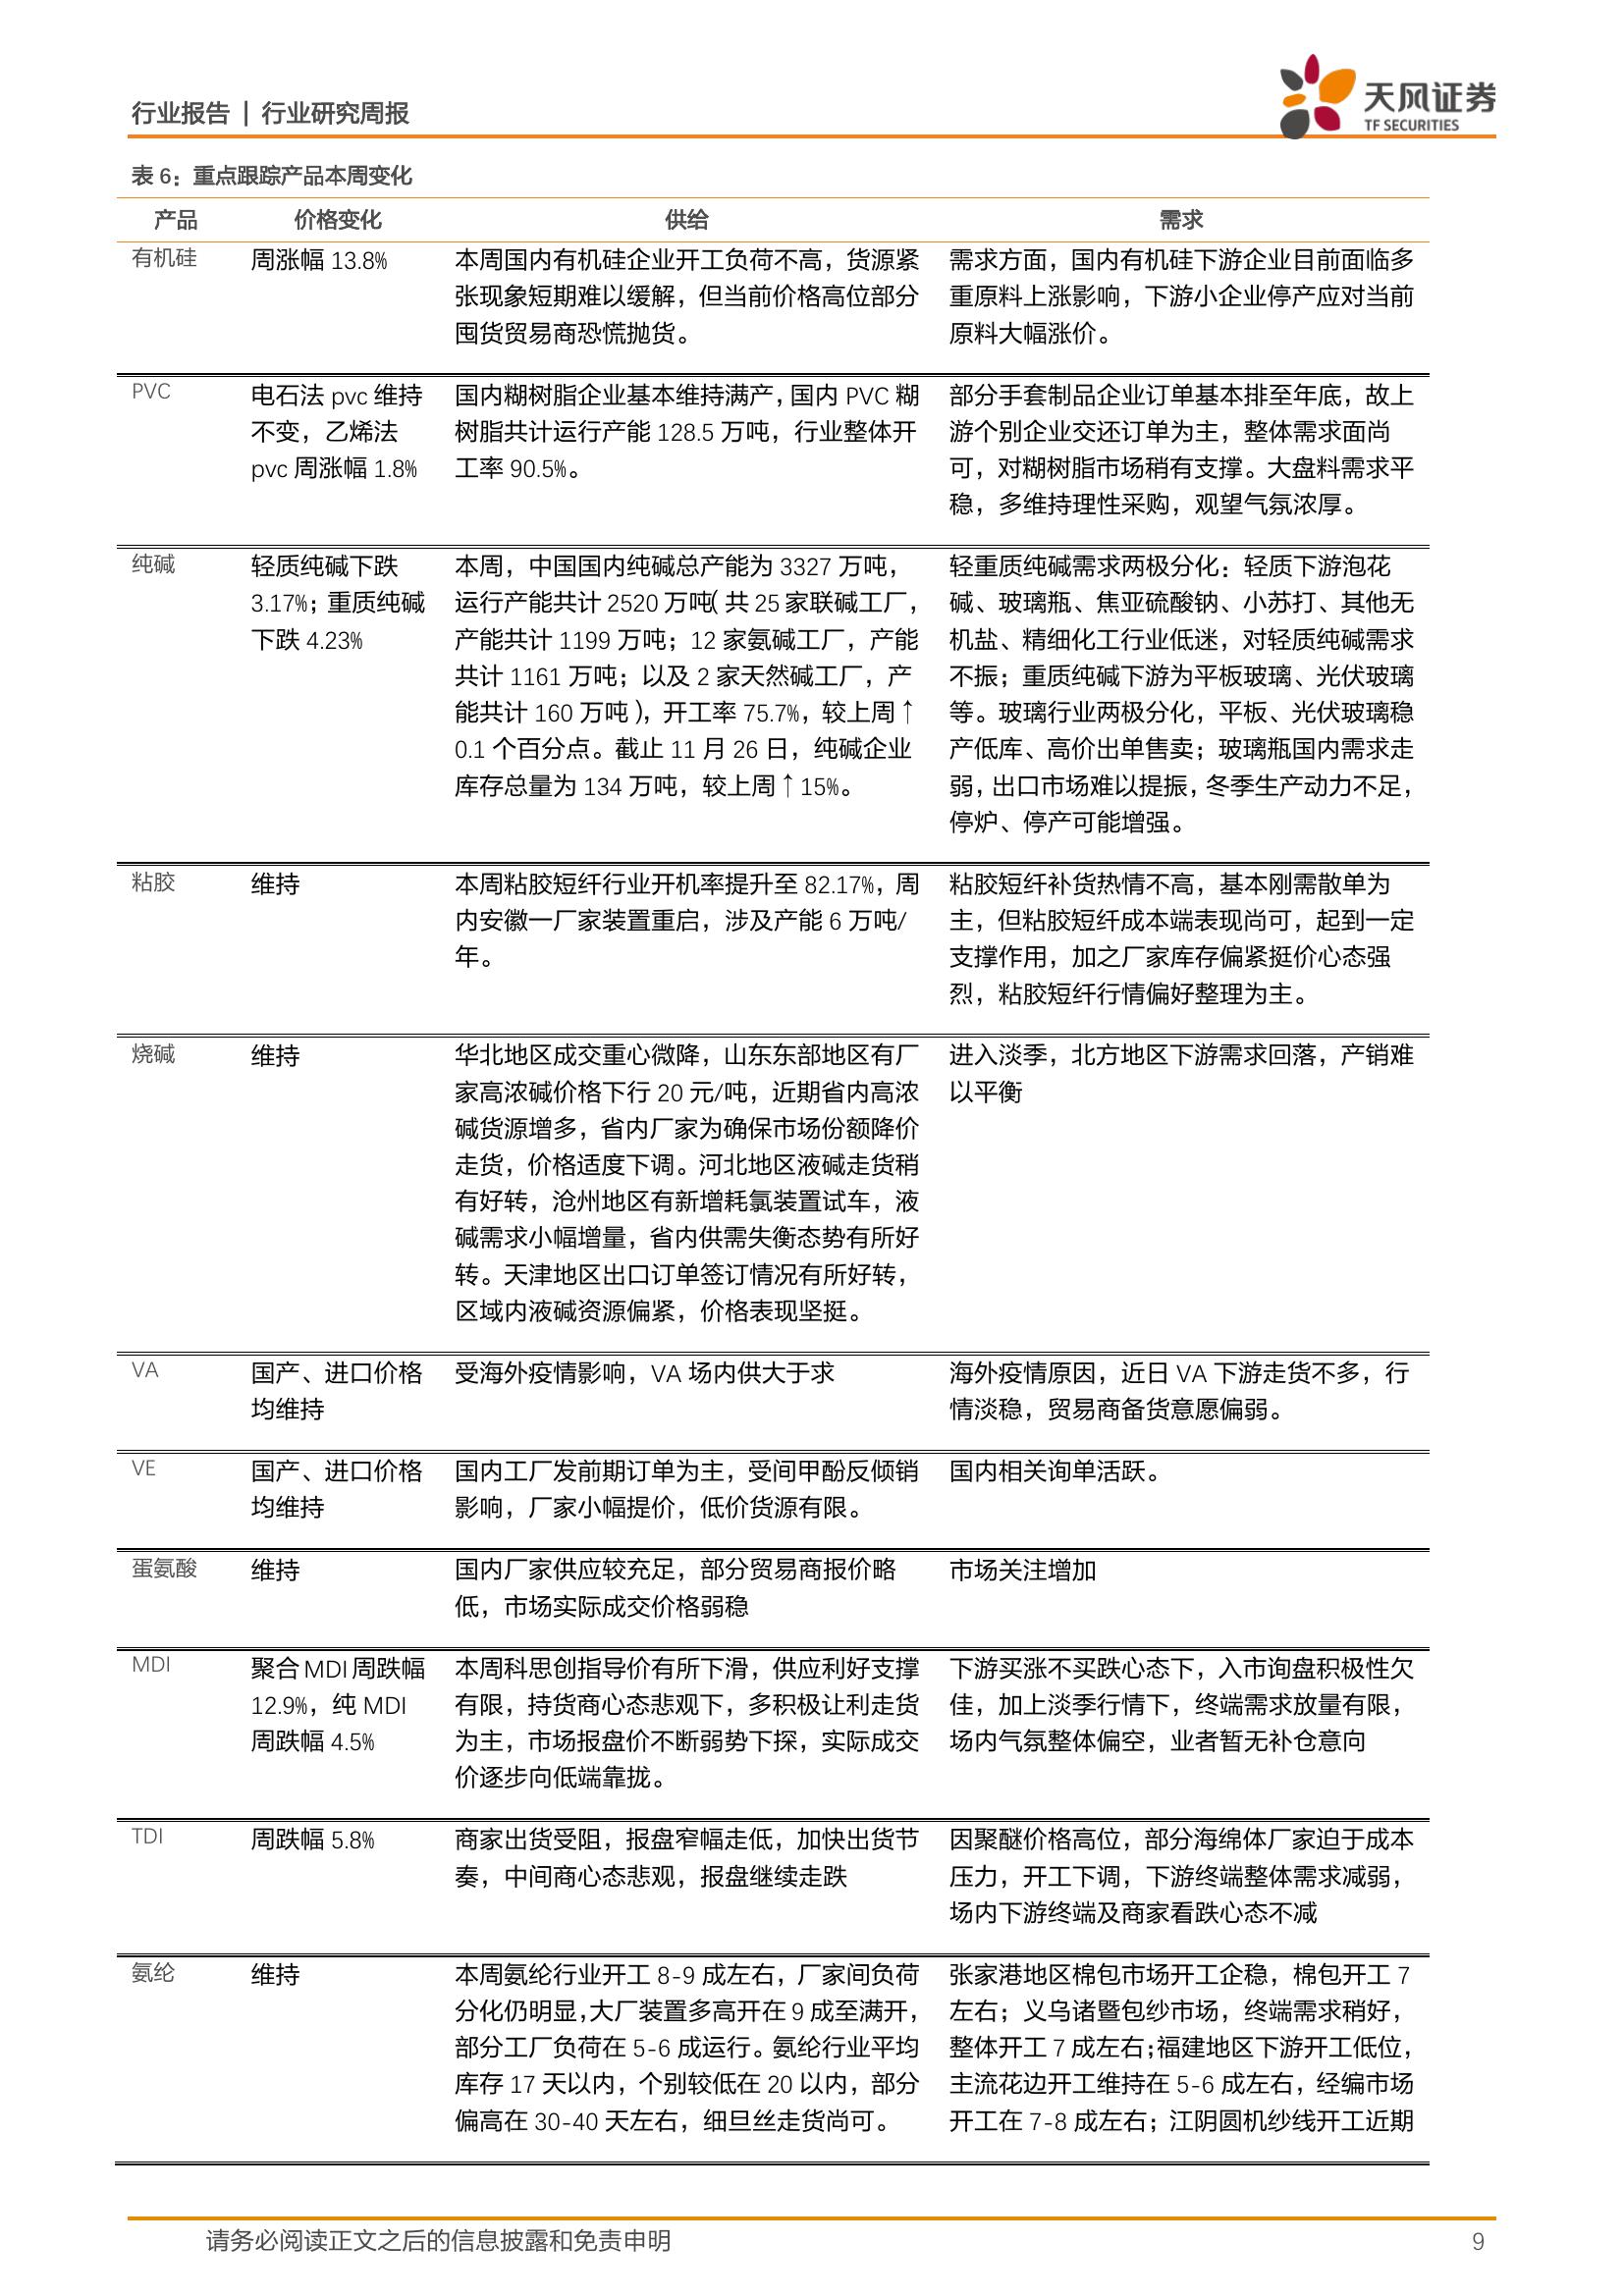 行业报告 | 行业研究周报
天风证券
TF SECURITIES
表 6：重点跟踪产品本周变化
产品 价格变化 供给 需求
有机硅
周涨幅 13.8%
本周国内有机硅企业开工负荷不高，货源紧
张现象短期难以缓解，但当前价格高位部分
囤货贸易商恐慌抛货。
需求方面，国内有机硅下游企业目前面临多
重原料上涨影响，下游小企业停产应对当前
原料大幅涨价。
PVC
电石法 pvc 维持
不变，乙烯法
pvc 周涨幅 1.8%
国内糊树脂企业基本维持满产，国内 PVC 糊
树脂共计运行产能 128.5 万吨，行业整体开
工率 90.5%。
部分手套制品企业订单基本排至年底，故上
游个别企业交还订单为主，整体需求面尚
可，对糊树脂市场稍有支撑。大盘料需求平
稳，多维持理性采购，观望气氛浓厚。
纯碱
轻质纯碱下跌
3.17%；重质纯碱
下跌 4.23%
本周，中国国内纯碱总产能为 3327 万吨，
运行产能共计 2520 万吨（共 25 家联碱工厂，
产能共计 1199 万吨；12 家氨碱工厂，产能
共计 1161 万吨；以及 2 家天然碱工厂，产
能共计 160 万吨），开工率 75.7%，较上周↑
0.1 个百分点。截止 11 月 26 日，纯碱企业
库存总量为 134 万吨，较上周↑15%。
轻重质纯碱需求两极分化：轻质下游泡花
碱、玻璃瓶、焦亚硫酸钠、小苏打、其他无
机盐、精细化工行业低迷，对轻质纯碱需求
不振；重质纯碱下游为平板玻璃、光伏玻璃
等。玻璃行业两极分化，平板、光伏玻璃稳
产低库、高价出单售卖；玻璃瓶国内需求走
弱，出口市场难以提振，冬季生产动力不足，
停炉、停产可能增强。
粘胶
维持
本周粘胶短纤行业开机率提升至 82.17%，周
内安徽一厂家装置重启，涉及产能 6 万吨/
年。
粘胶短纤补货热情不高，基本刚需散单为
主，但粘胶短纤成本端表现尚可，起到一定
支撑作用，加之厂家库存偏紧挺价心态强
烈，粘胶短纤行情偏好整理为主。
烧碱
维持
华北地区成交重心微降，山东东部地区有厂
家高浓碱价格下行 20 元/吨，近期省内高浓
碱货源增多，省内厂家为确保市场份额降价
走货，价格适度下调。河北地区液碱走货稍
有好转，沧州地区有新增耗氯装置试车，液
碱需求小幅增量，省内供需失衡态势有所好
转。天津地区出口订单签订情况有所好转，
区域内液碱资源偏紧，价格表现坚挺。
进入淡季，北方地区下游需求回落，产销难
以平衡
VA
国产、进口价格
均维持
受海外疫情影响，VA 场内供大于求
海外疫情原因，近日 VA 下游走货不多，行
情淡稳，贸易商备货意愿偏弱。
VE
国产、进口价格
均维持
国内工厂发前期订单为主，受间甲酚反倾销
影响，厂家小幅提价，低价货源有限。
国内相关询单活跃。
蛋氨酸
维持
国内厂家供应较充足，部分贸易商报价略
低，市场实际成交价格弱稳
市场关注增加
MDI
聚合 MDI 周跌幅
12.9%，纯 MDI
周跌幅 4.5%
本周科思创指导价有所下滑，供应利好支撑
有限，持货商心态悲观下，多积极让利走货
为主，市场报盘价不断弱势下探，实际成交
价逐步向低端靠拢。
下游买涨不买跌心态下，入市询盘积极性欠
佳，加上淡季行情下，终端需求放量有限，
场内气氛整体偏空，业者暂无补仓意向
TDI
周跌幅 5.8%
商家出货受阻，报盘窄幅走低，加快出货节
奏，中间商心态悲观，报盘继续走跌
因聚醚价格高位，部分海绵体厂家迫于成本
压力，开工下调，下游终端整体需求减弱，
场内下游终端及商家看跌心态不减
氨纶
维持
本周氨纶行业开工 8-9 成左右，厂家间负荷
分化仍明显，大厂装置多高开在 9 成至满开，
部分工厂负荷在 5-6 成运行。氨纶行业平均
库存 17 天以内，个别较低在 20 以内，部分
偏高在 30-40 天左右，细旦丝走货尚可。
张家港地区棉包市场开工企稳，棉包开工 7
左右；义乌诸暨包纱市场，终端需求稍好，
整体开工 7 成左右；福建地区下游开工低位，
主流花边开工维持在 5-6 成左右，经编市场
开工在 7-8 成左右；江阴圆机纱线开工近期
请务必阅读正文之后的信息披露和免责申明 9